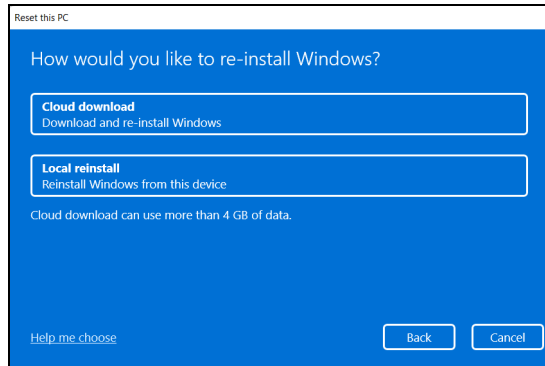 Reset this PC
How would you like to re-install Windows?
Cloud download
Download and re-install Windows
Local reinstall
Reinstall Windows from this device
Cloud download can use more than 4 GB of data.
Help me choose
Back
Cancel